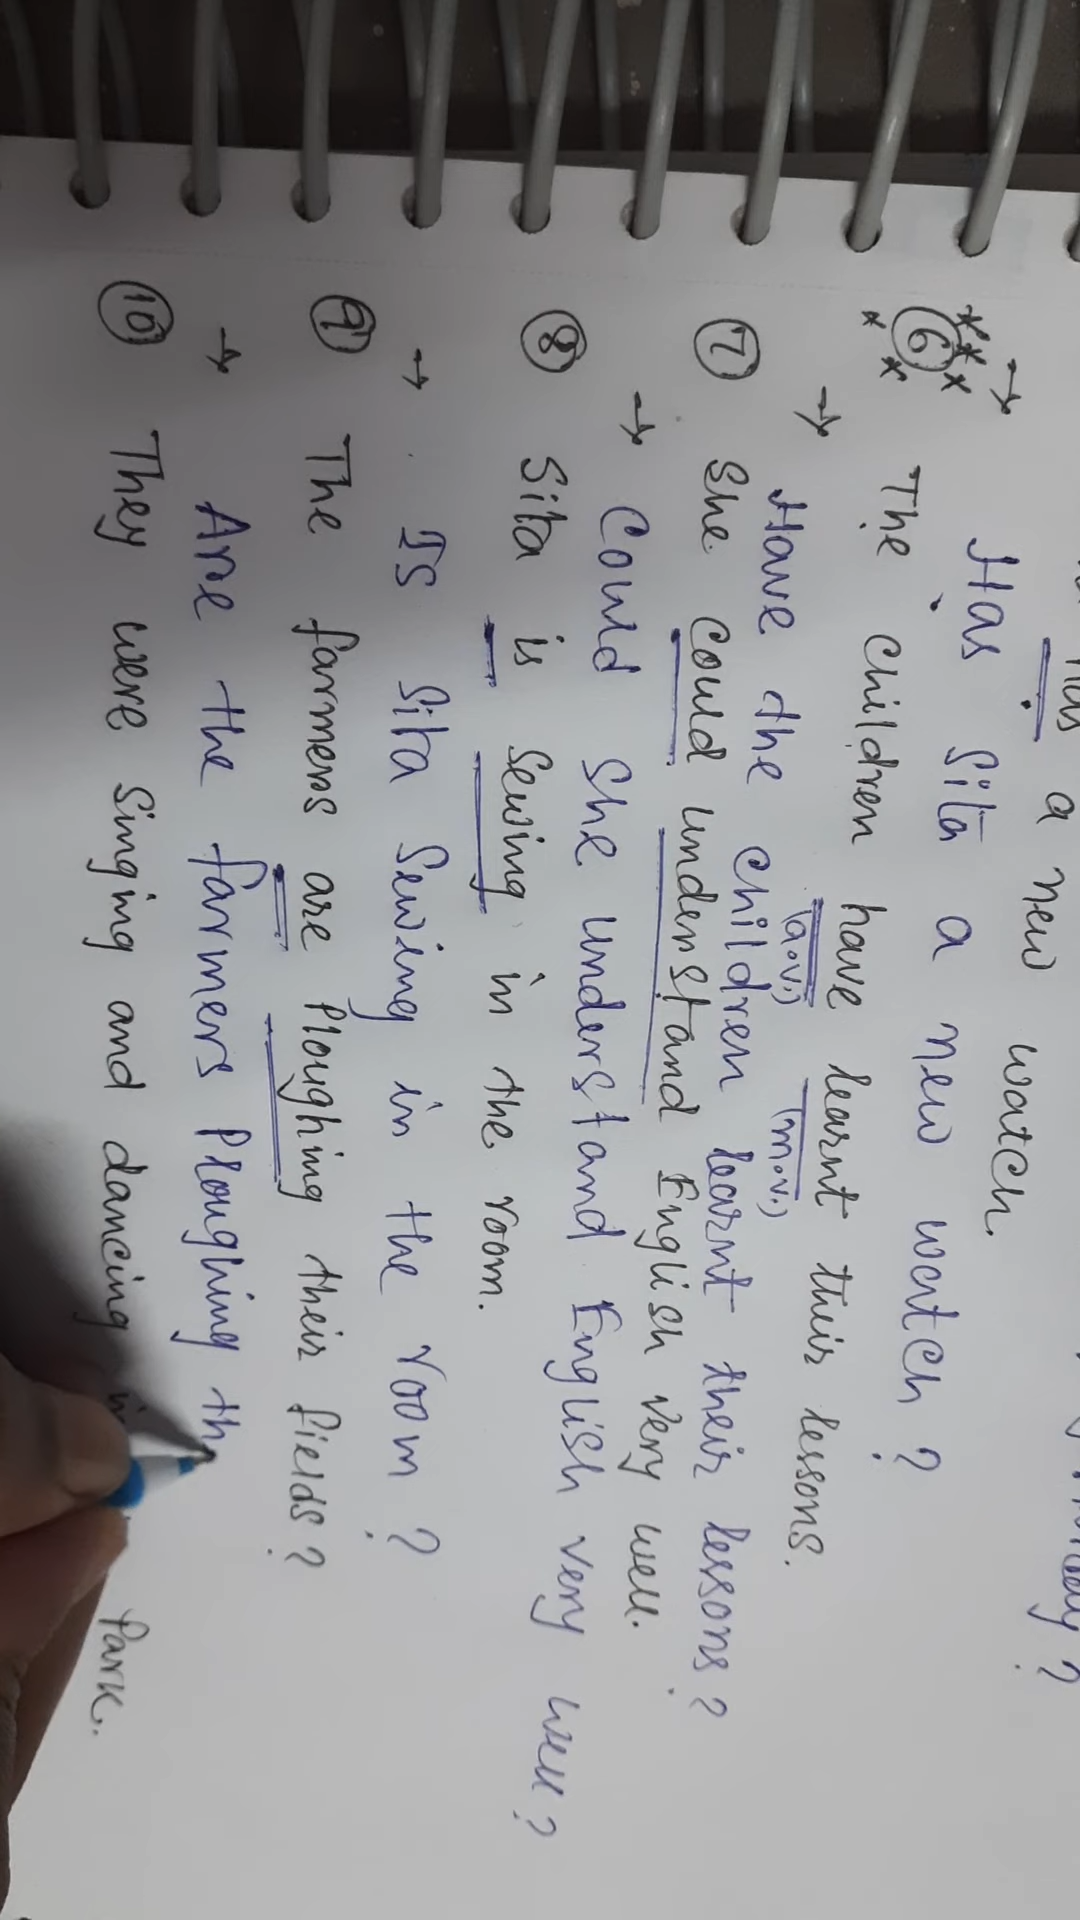 has a new watch.
→ Has Sita a new watch?
⑥ The children have learnt their lessons.
(a.v.) (m.v.)
→ Have the children learnt their lessons?
⑦ She could understand English very well.
→ Could she understand English very well?
⑧ Sita is sewing in the room.
→ Is Sita sewing in the room?
⑨ The farmers are Ploughing their fields?
→ Are the farmers Ploughing th
⑩ They were singing and dancing Park.